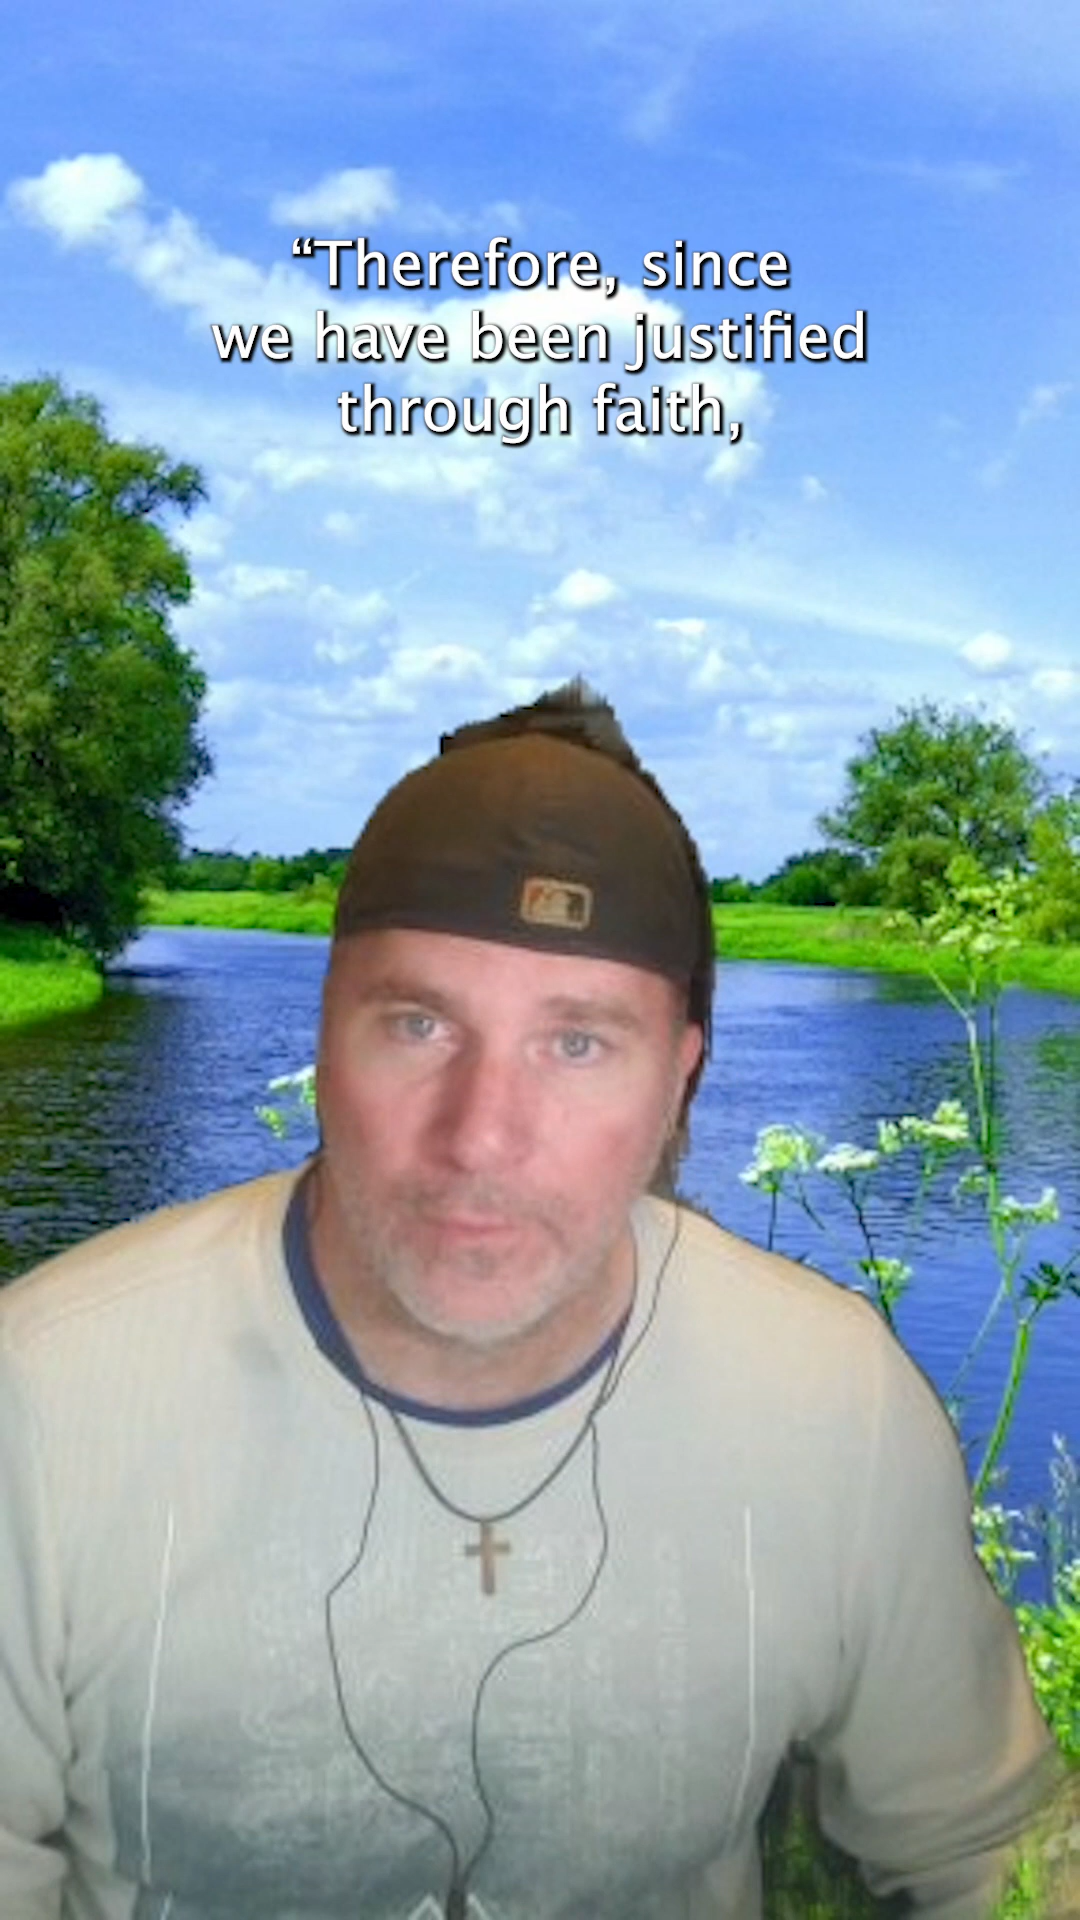 “Therefore, since
we have been justified
through faith,